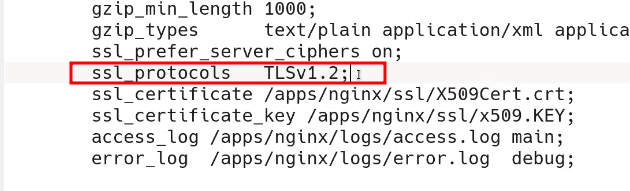 gzip_min_length 1000;
gzip_types      text/plain application/xml applica
ssl_prefer_server_ciphers on;
ssl_protocols   TLSv1.2;
ssl_certificate /apps/nginx/ssl/X509Cert.crt;
ssl_certificate_key /apps/nginx/ssl/x509.KEY;
access_log /apps/nginx/logs/access.log main;
error_log  /apps/nginx/logs/error.log  debug;